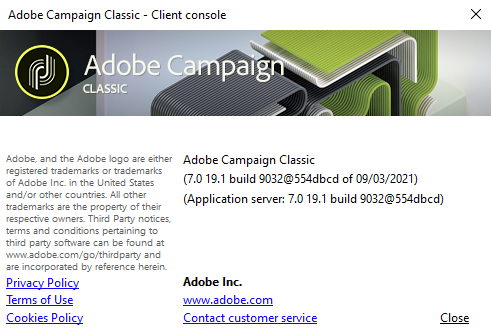 Adobe Campaign Classic - Client console
Adobe Campaign
CLASSIC
Adobe, and the Adobe logo are either
registered trademarks or trademarks
of Adobe Inc. in the United States
and/or other countries. All other
trademarks are the property of their
respective owners. Third Party notices,
terms and conditions pertaining to
third party software can be found at
www.adobe.com/go/thirdparty and
are incorporated by reference herein.
Adobe Campaign Classic
(7.0 19.1 build 9032@554dbcd of 09/03/2021)
(Application server: 7.0 19.1 build 9032@554dbcd)
Privacy Policy
Terms of Use
Cookies Policy
Adobe Inc.
www.adobe.com
Contact customer service
Close